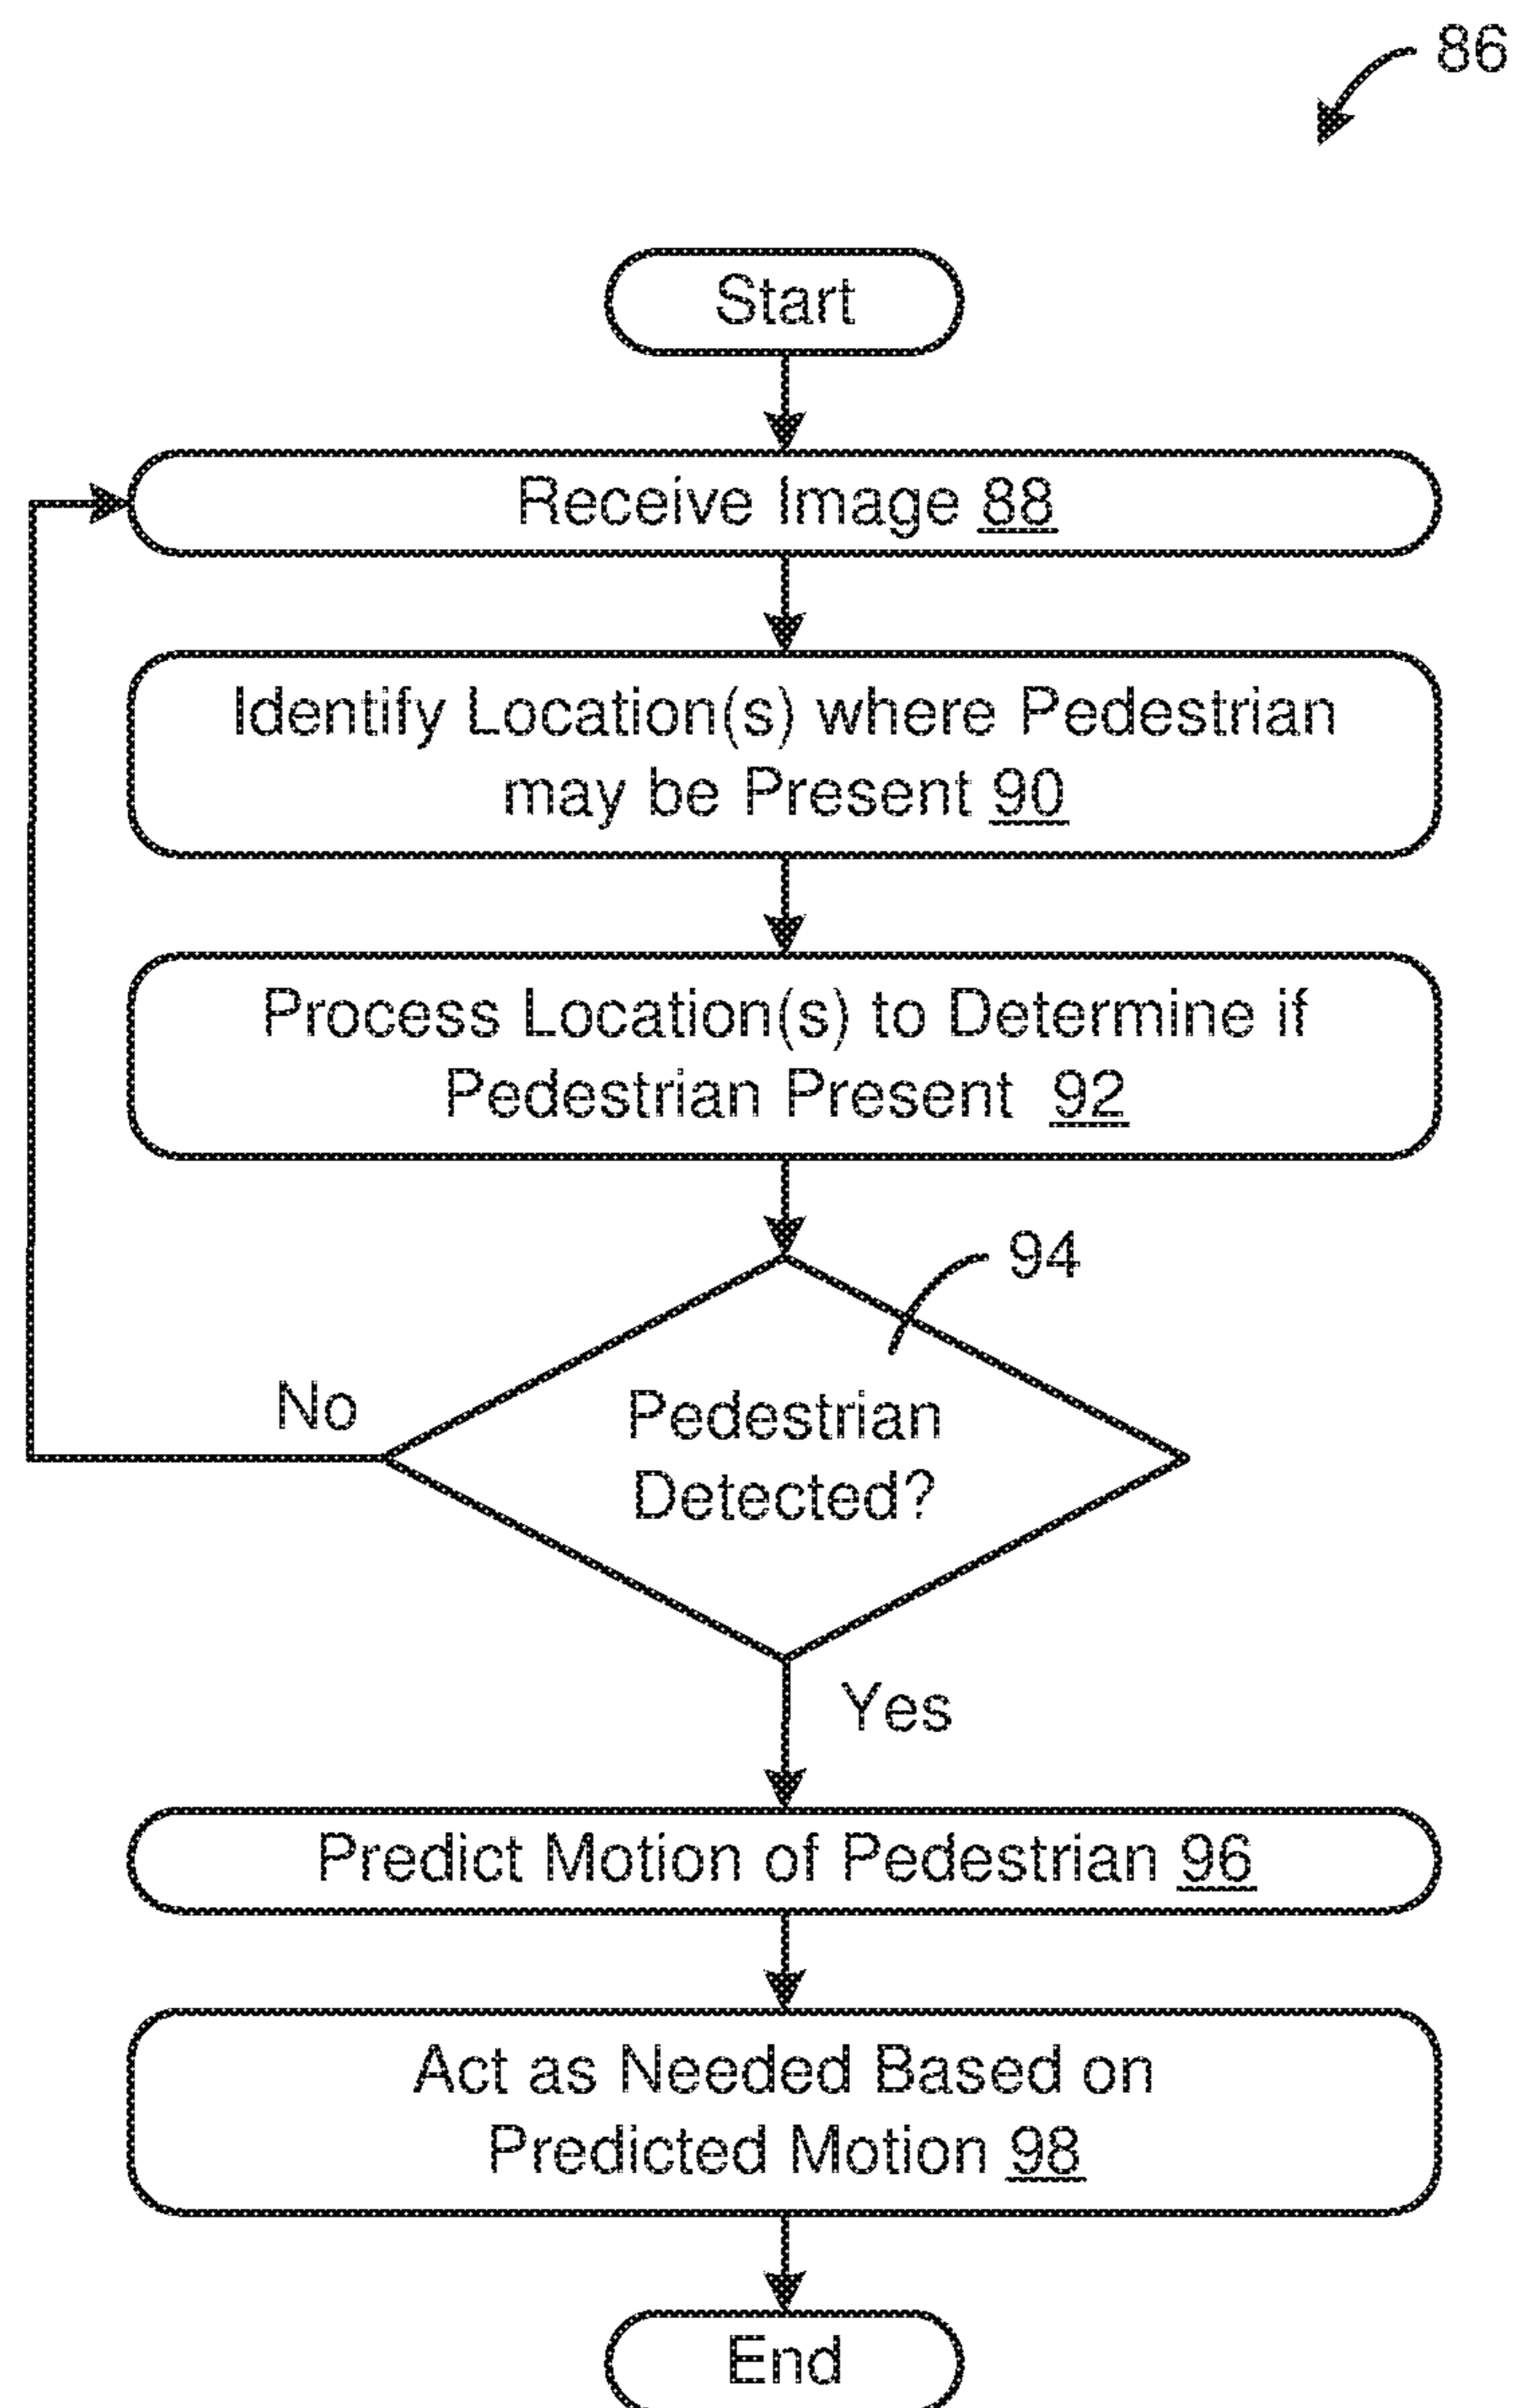 86
Start
Receive Image 88
Identify Location(s) where Pedestrian
may be Present 90
Process Location(s) to Determine if
Pedestrian Present 92
94
No
Pedestrian
Detected?
Yes
Predict Motion of Pedestrian 96
Act as Needed Based on
Predicted Motion 98
End